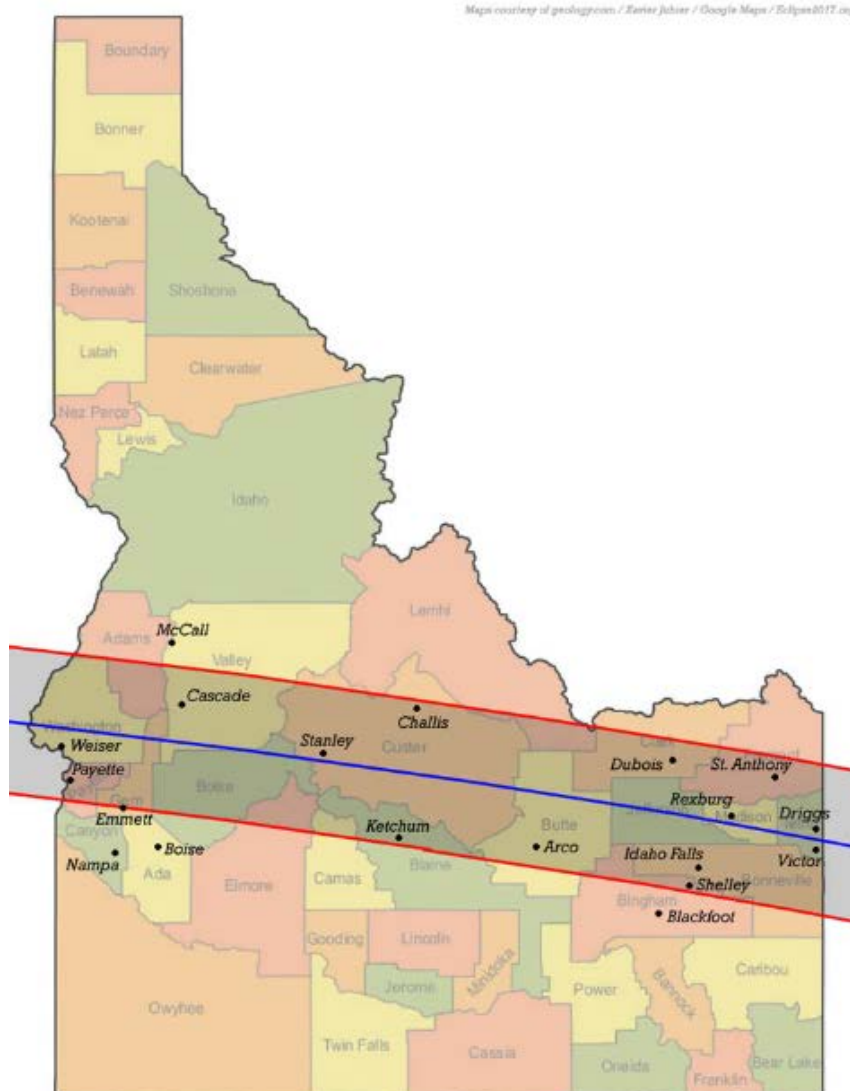 Maps courtesy of geology.com / Xavier Jubier / Google Maps / Eclipse2017.org
Boundary
Bonner
Kootenai
Benewah
Shoshone
Latah
Clearwater
Nez Perce
Lewis
Idaho
Lemhi
McCall
Adams
Valley
Cascade
Challis
Washington
Stanley
Custer
Weiser
Clark
Dubois
St. Anthony
Fremont
Payette
Boise
Gem
Rexburg
Jefferson
Madison
Driggs
Emmett
Ketchum
Butte
Canyon
Arco
Idaho Falls
Victor
Nampa
Boise
Ada
Blaine
Shelley
Bonneville
Elmore
Camas
Bingham
Blackfoot
Gooding
Lincoln
Minidoka
Caribou
Jerome
Power
Bannock
Owyhee
Twin Falls
Cassia
Oneida
Bear Lake
Franklin